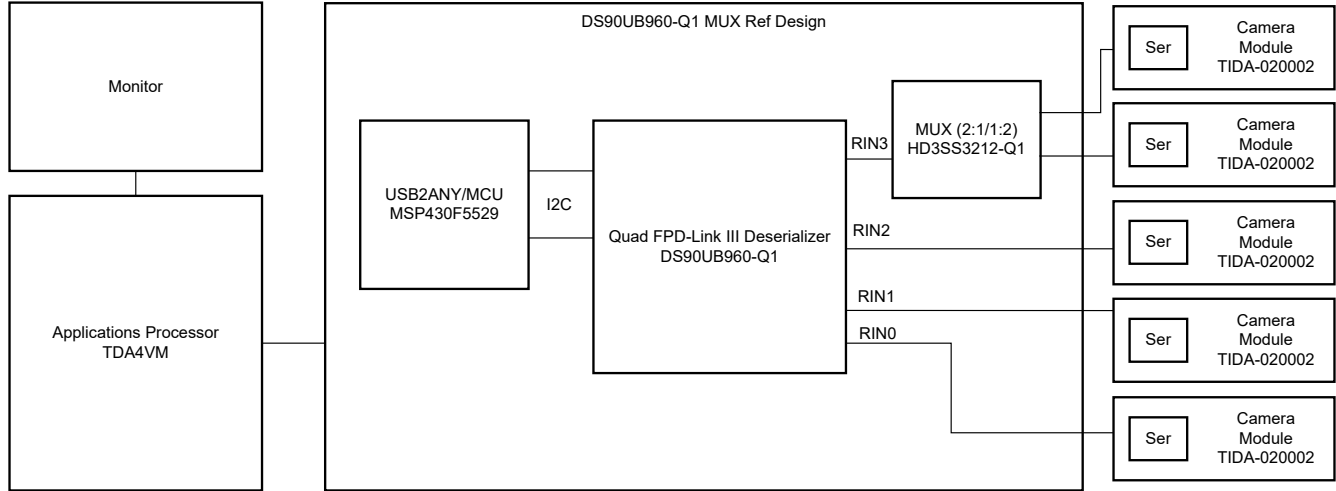 DS90UB960-Q1 MUX Ref Design
Monitor
Applications Processor
TDA4VM
USB2ANY/MCU
MSP430F5529
I2C
Quad FPD-Link III Deserializer
DS90UB960-Q1
RIN3
RIN2
RIN1
RIN0
MUX (2:1/1:2)
HD3SS3212-Q1
Ser
Camera
Module
TIDA-020002
Ser
Camera
Module
TIDA-020002
Ser
Camera
Module
TIDA-020002
Ser
Camera
Module
TIDA-020002
Ser
Camera
Module
TIDA-020002